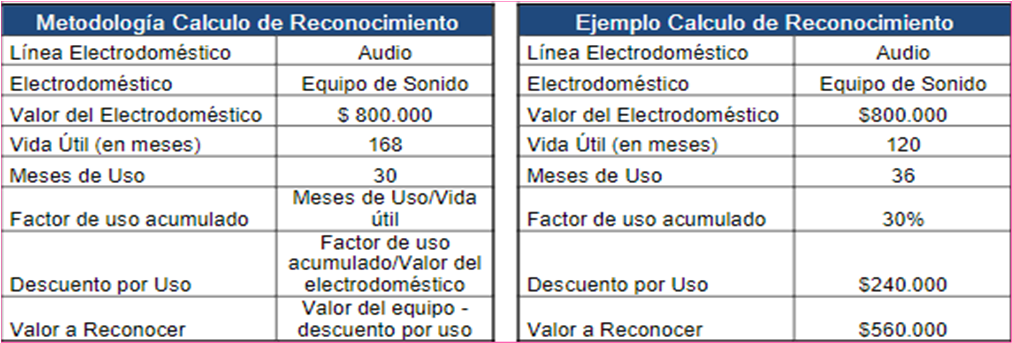 Metodología Calculo de Reconocimiento
Línea Electrodoméstico Audio
Electrodoméstico Equipo de Sonido
Valor del Electrodoméstico $ 800.000
Vida Útil (en meses) 168
Meses de Uso 30
Factor de uso acumulado Meses de Uso/Vida
útil
Descuento por Uso Factor de uso
acumulado/Valor del
electrodoméstico
Valor a Reconocer Valor del equipo -
descuento por uso
Ejemplo Calculo de Reconocimiento
Línea Electrodoméstico Audio
Electrodoméstico Equipo de Sonido
Valor del Electrodoméstico $800.000
Vida Útil (en meses) 120
Meses de Uso 36
Factor de uso acumulado 30%
Descuento por Uso $240.000
Valor a Reconocer $560.000